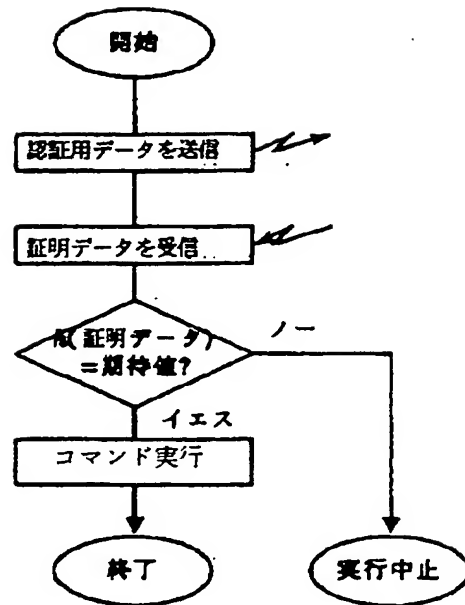 開始
認証用データを送信
証明データを受信
(証明データ)
=期待値?
ノー
イエス
コマンド実行
終了
実行中止